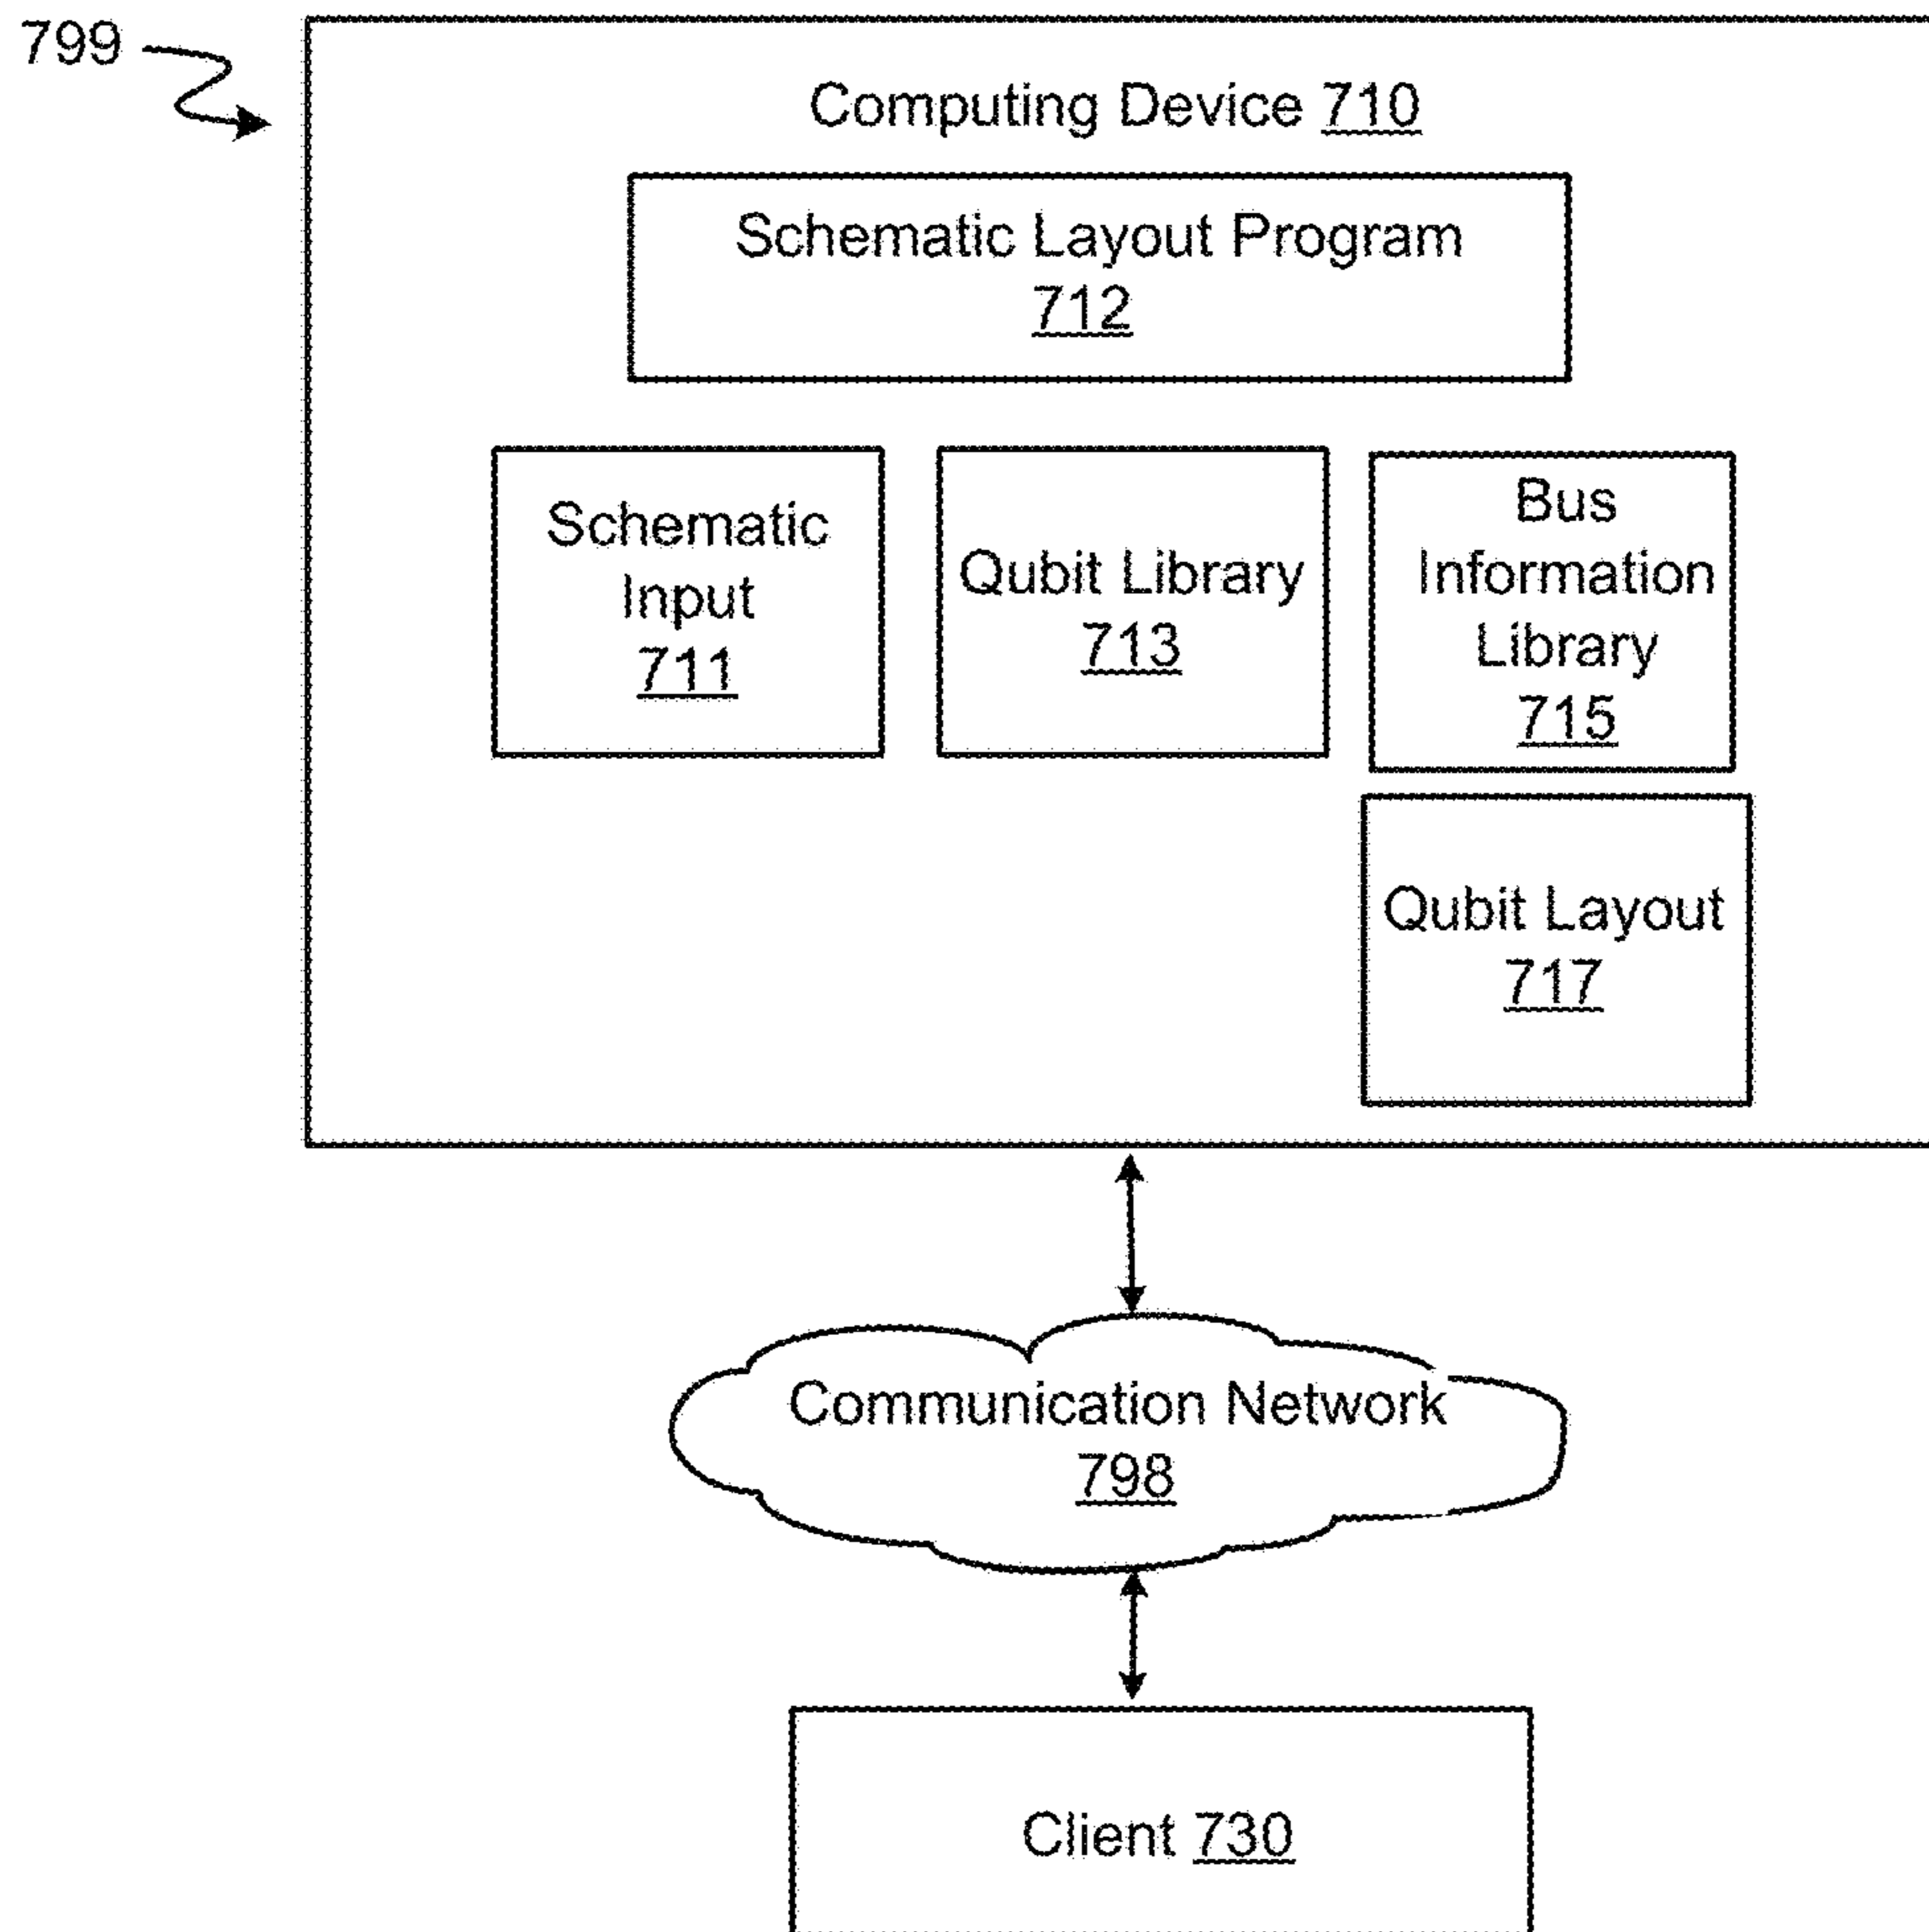 799
Computing Device 710
Schematic Layout Program
712
Schematic
Input
711
Qubit Library
713
Bus
Information
Library
715
Qubit Layout
717
Communication Network
798
Client 730